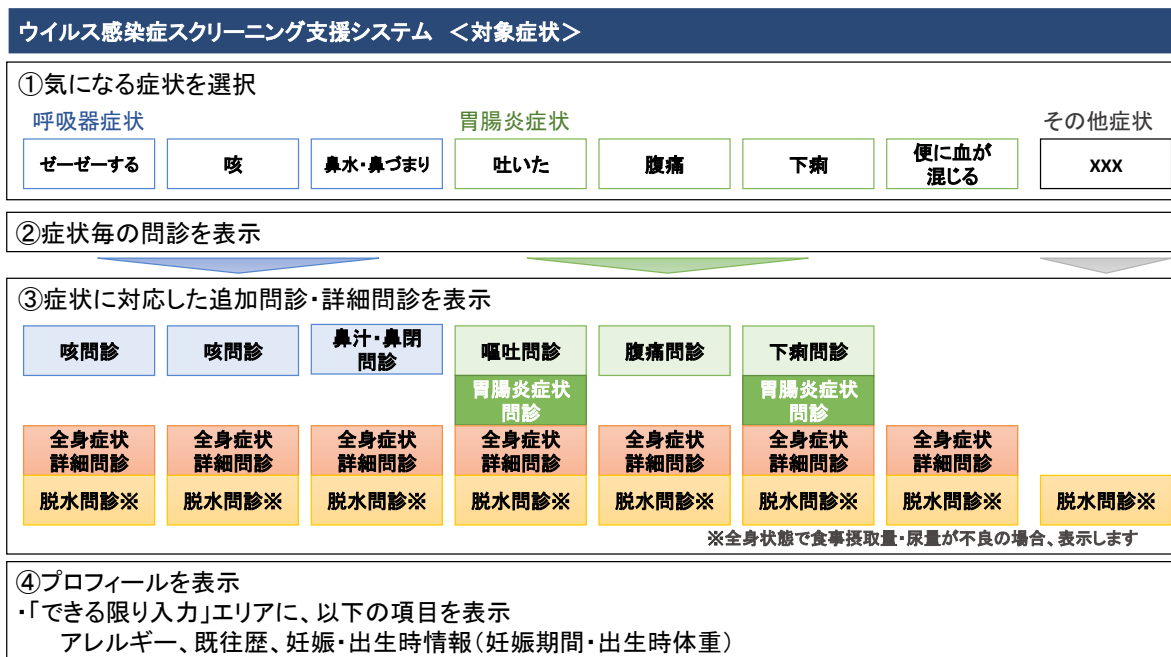 ウイルス感染症スクリーニング支援システム ＜対象症状＞
①気になる症状を選択
呼吸器症状 胃腸炎症状 その他症状
ゼーゼーする 咳 鼻水・鼻づまり 吐いた 腹痛 下痢 便に血が
混じる XXX
②症状毎の問診を表示
③症状に対応した追加問診・詳細問診を表示
咳問診 咳問診 鼻汁・鼻閉
問診 嘔吐問診 腹痛問診 下痢問診
胃腸炎症状
問診 胃腸炎症状
問診
全身症状
詳細問診 全身症状
詳細問診 全身症状
詳細問診 全身症状
詳細問診 全身症状
詳細問診 全身症状
詳細問診 全身症状
詳細問診
脱水問診※ 脱水問診※ 脱水問診※ 脱水問診※ 脱水問診※ 脱水問診※ 脱水問診※ 脱水問診※
※全身状態で食事摂取量・尿量が不良の場合、表示します
④プロフィールを表示
・「できる限り入力」エリアに、以下の項目を表示
アレルギー、既往歴、妊娠・出生時情報（妊娠期間・出生時体重）